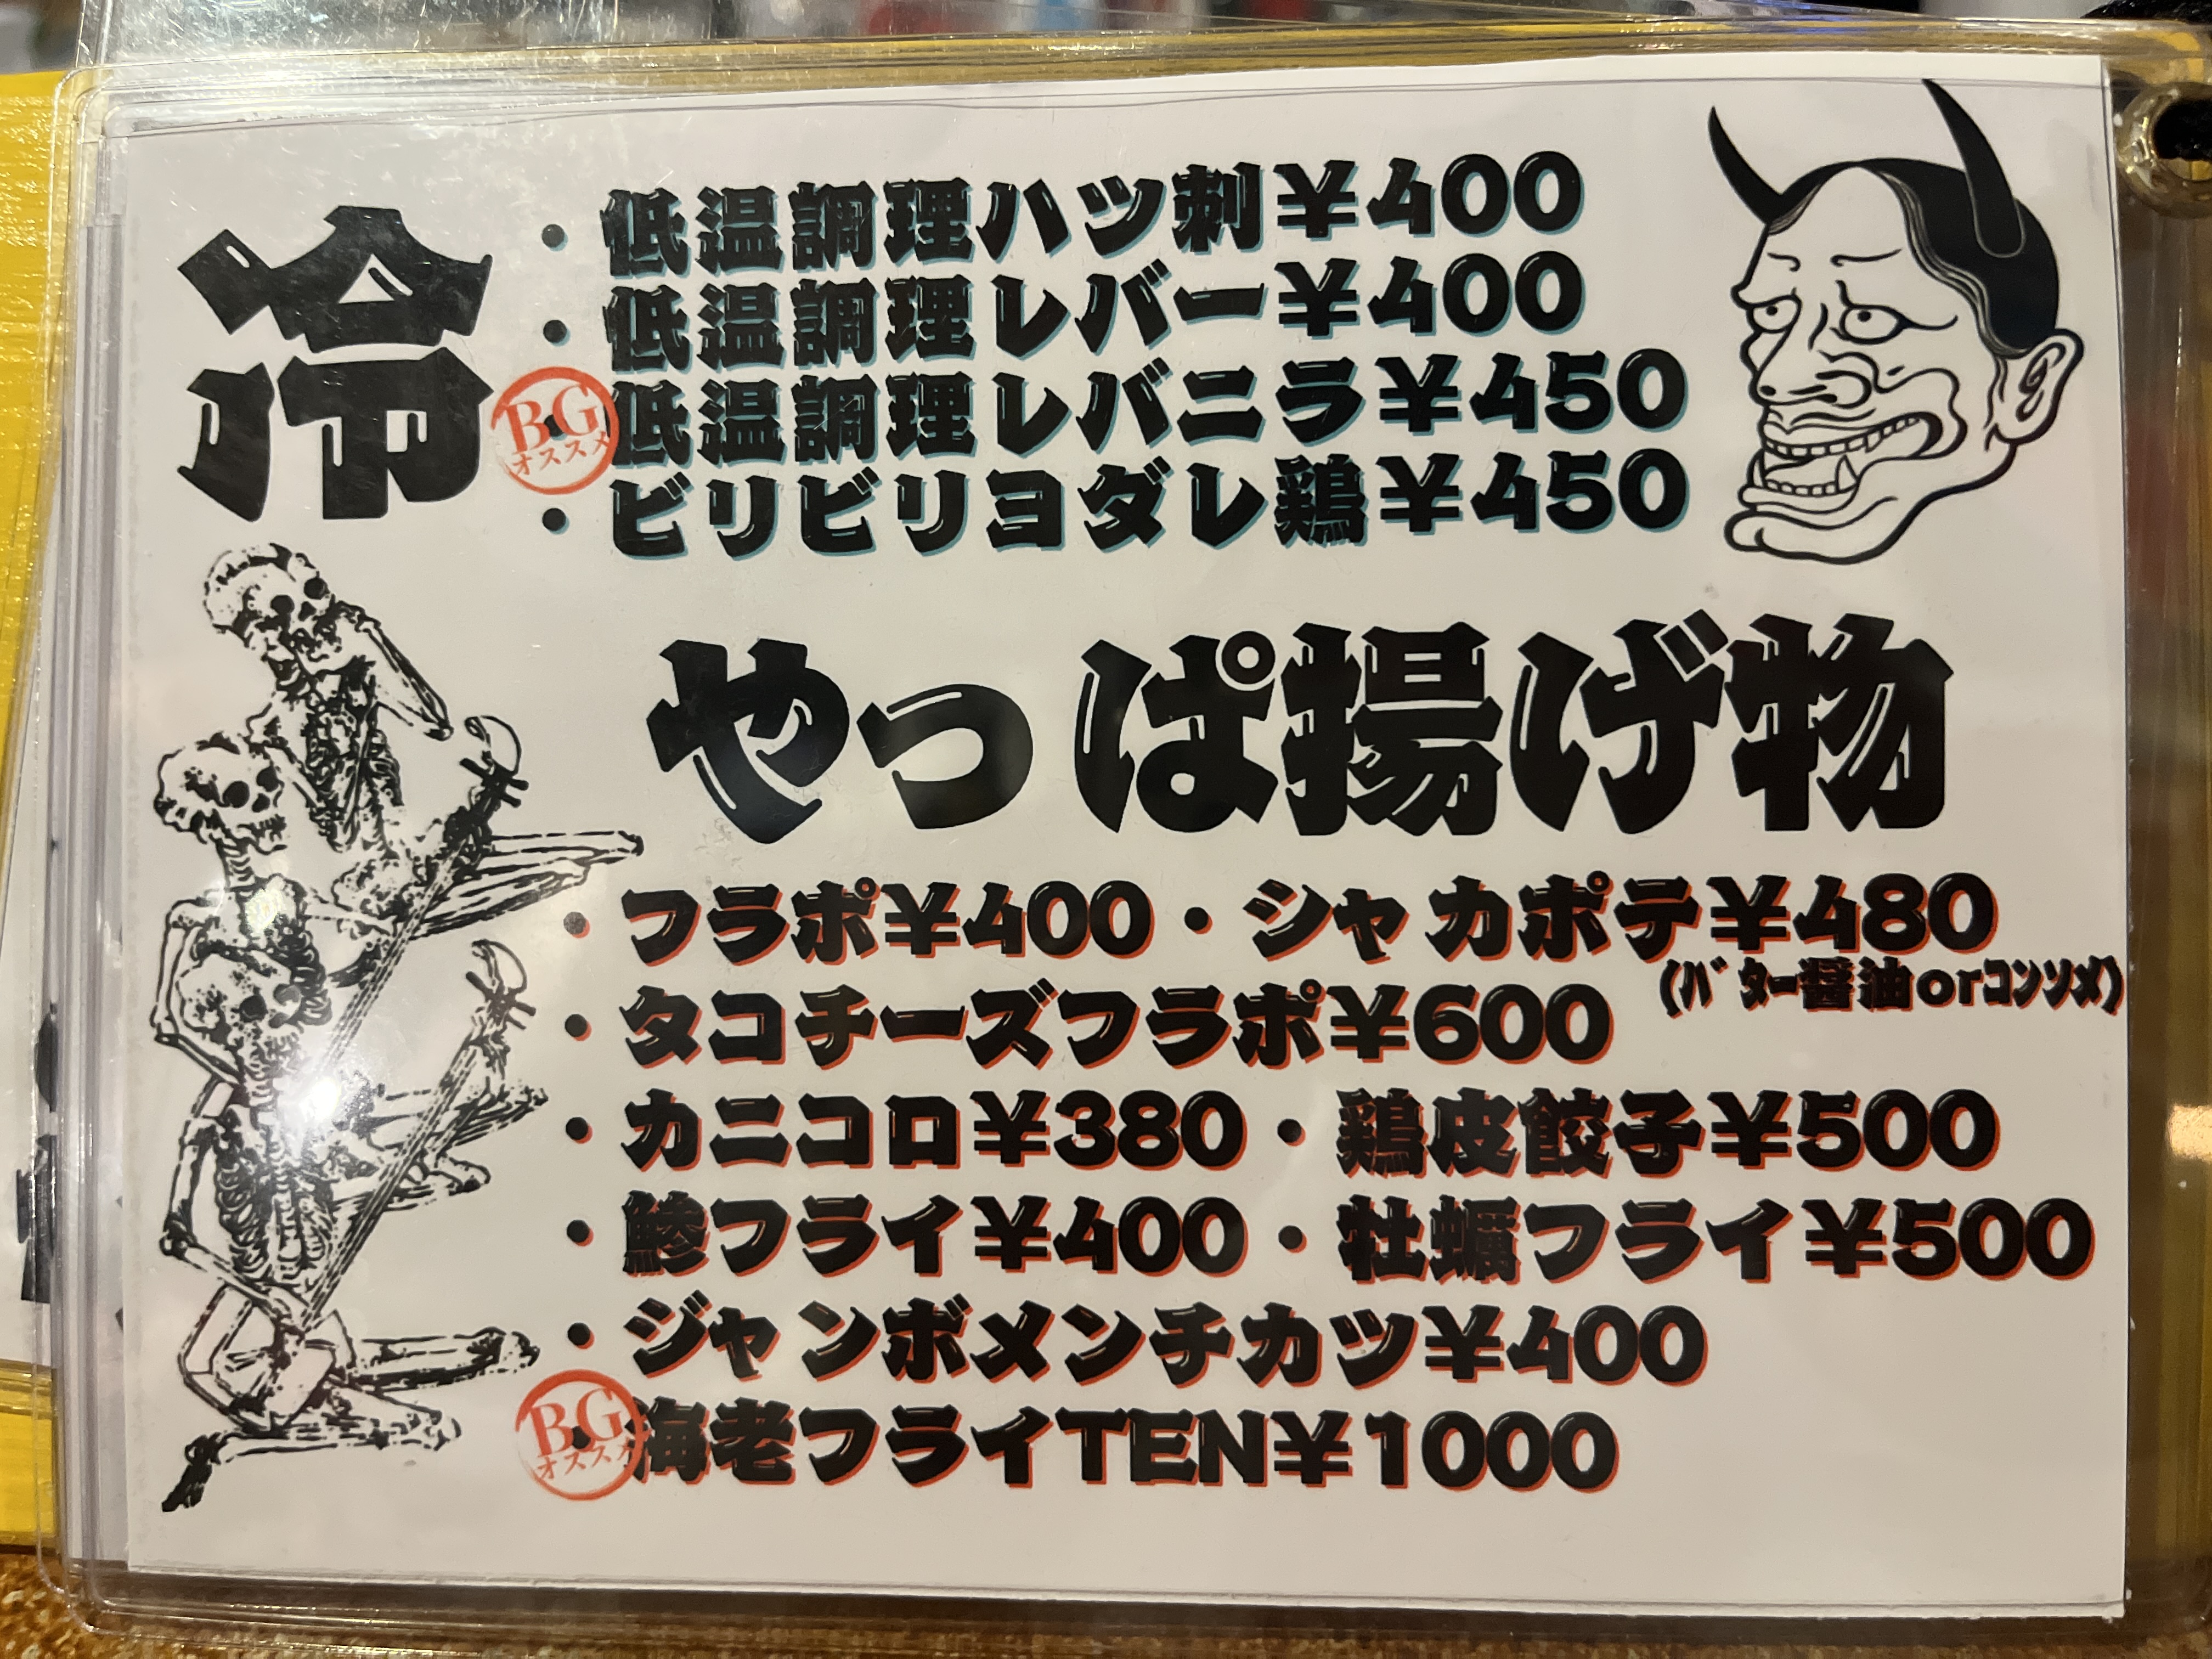 冷
・低温調理ハツ刺¥400
・低温調理レバー¥400
B.G オススメ
・低温調理レバニラ¥450
・ビリビリヨダレ鶏¥450
やっぱ揚げ物
・フラポ¥400・シャカポテ¥480
(バター醤油orコンソメ)
・タコチーズフラポ¥600
・カニコロ¥380・鶏皮餃子¥500
・鯵フライ¥400・牡蠣フライ¥500
・ジャンボメンチカツ¥400
B.G オススメ
・海老フライTEN¥1000